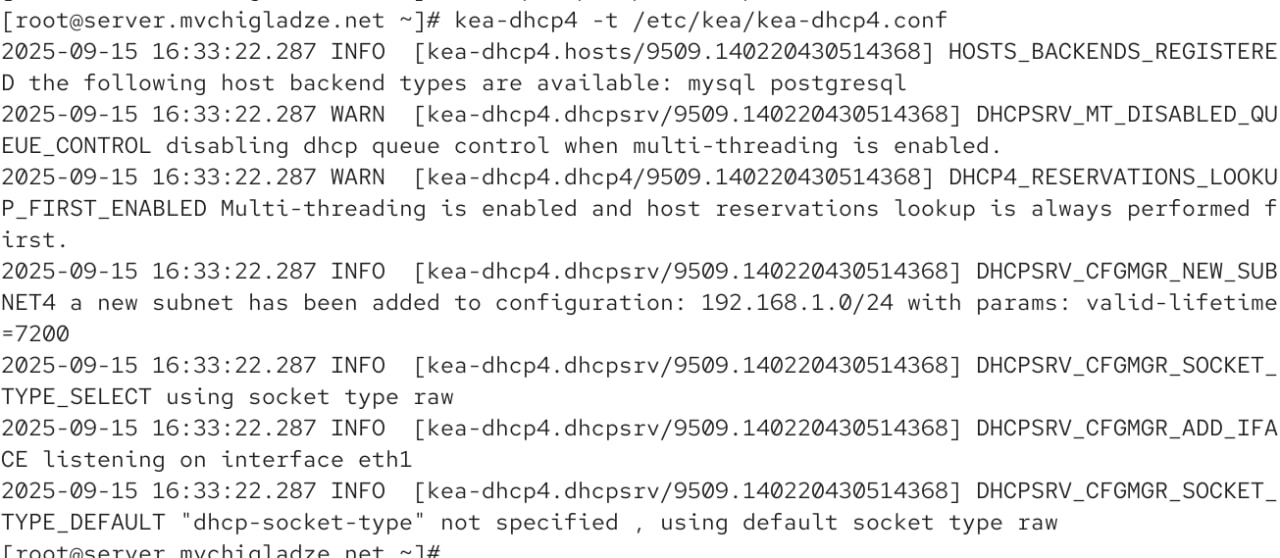 [root@server.mvchigladze.net ~]# kea-dhcp4 -t /etc/kea/kea-dhcp4.conf
2025-09-15 16:33:22.287 INFO  [kea-dhcp4.hosts/9509.140220430514368] HOSTS_BACKENDS_REGISTERE
D the following host backend types are available: mysql postgresql
2025-09-15 16:33:22.287 WARN  [kea-dhcp4.dhcpsrv/9509.140220430514368] DHCPSRV_MT_DISABLED_QU
EUE_CONTROL disabling dhcp queue control when multi-threading is enabled.
2025-09-15 16:33:22.287 WARN  [kea-dhcp4.dhcp4/9509.140220430514368] DHCP4_RESERVATIONS_LOOKU
P_FIRST_ENABLED Multi-threading is enabled and host reservations lookup is always performed f
irst.
2025-09-15 16:33:22.287 INFO  [kea-dhcp4.dhcpsrv/9509.140220430514368] DHCPSRV_CFGMGR_NEW_SUB
NET4 a new subnet has been added to configuration: 192.168.1.0/24 with params: valid-lifetime
=7200
2025-09-15 16:33:22.287 INFO  [kea-dhcp4.dhcpsrv/9509.140220430514368] DHCPSRV_CFGMGR_SOCKET_
TYPE_SELECT using socket type raw
2025-09-15 16:33:22.287 INFO  [kea-dhcp4.dhcpsrv/9509.140220430514368] DHCPSRV_CFGMGR_ADD_IFA
CE listening on interface eth1
2025-09-15 16:33:22.287 INFO  [kea-dhcp4.dhcpsrv/9509.140220430514368] DHCPSRV_CFGMGR_SOCKET_
TYPE_DEFAULT "dhcp-socket-type" not specified , using default socket type raw
[root@server.mvchigladze.net ~]#